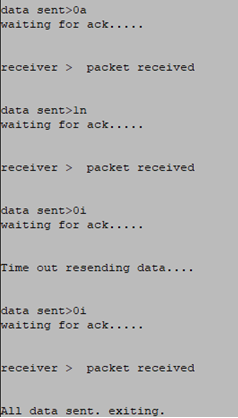 data sent>0a
waiting for ack.....
receiver >  packet received
data sent>1n
waiting for ack.....
receiver >  packet received
data sent>0i
waiting for ack.....
Time out resending data....
data sent>0i
waiting for ack.....
receiver >  packet received
All data sent. exiting.